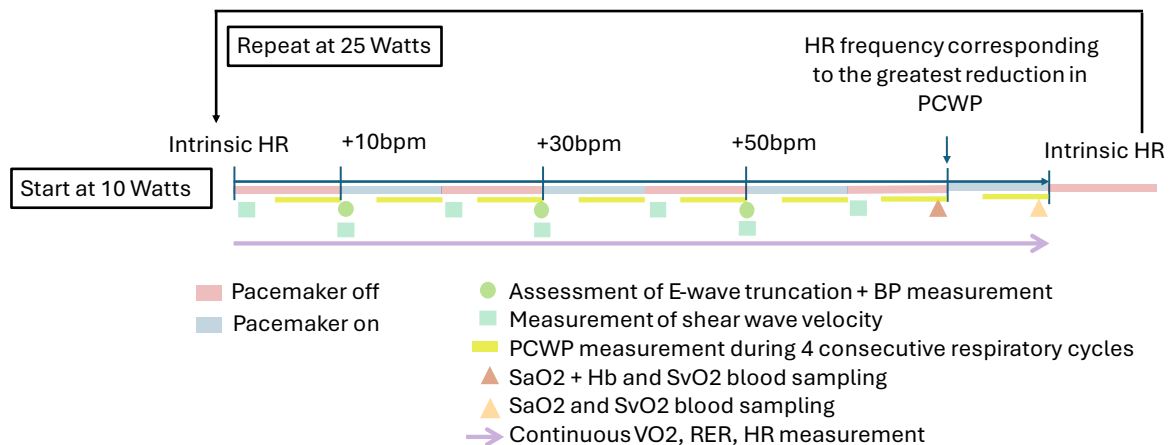 Repeat at 25 Watts
HR frequency corresponding
to the greatest reduction in
PCWP
Intrinsic HR
+10bpm
+30bpm
+50bpm
Intrinsic HR
Start at 10 Watts
Pacemaker off
Pacemaker on
Assessment of E-wave truncation + BP measurement
Measurement of shear wave velocity
PCWP measurement during 4 consecutive respiratory cycles
SaO2 + Hb and SvO2 blood sampling
SaO2 and SvO2 blood sampling
Continuous VO2, RER, HR measurement